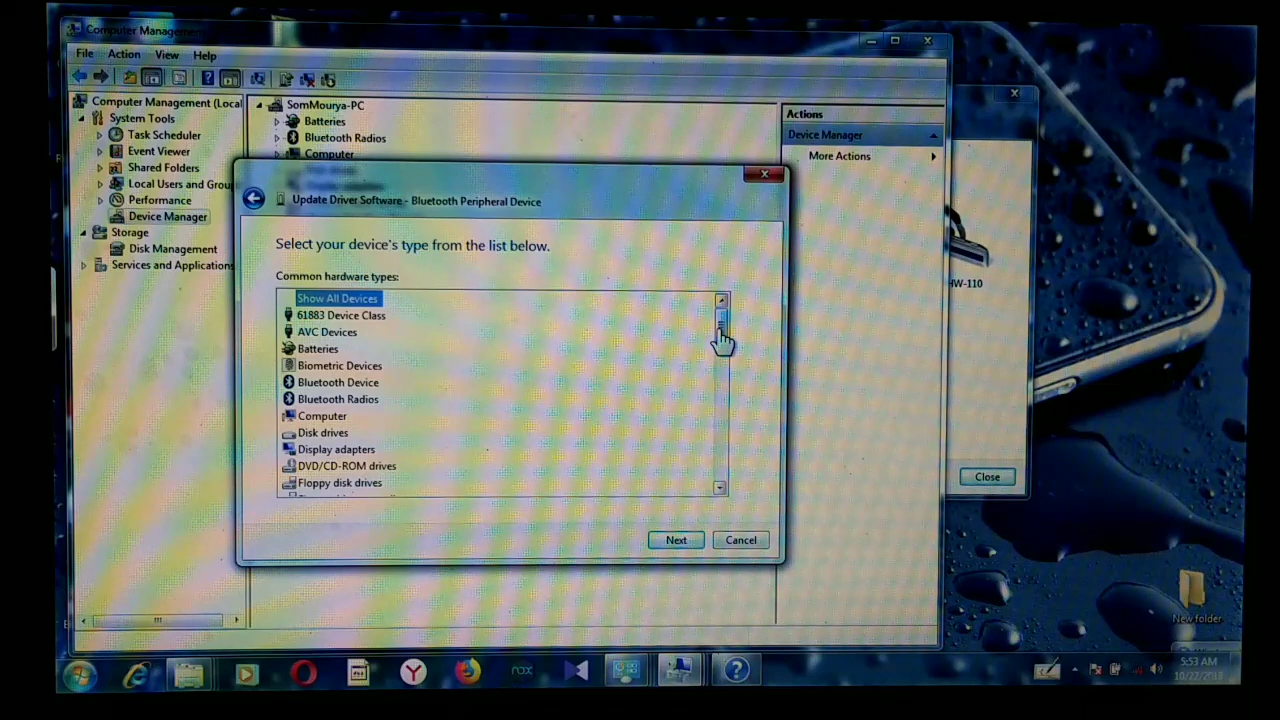 Computer Management
File Action View Help
Computer Management (Local
System Tools
Task Scheduler
Event Viewer
Shared Folders
Local Users and Grou
Performance
Device Manager
Storage
Disk Management
Services and Applications
SomMourya-PC
Batteries
Bluetooth Radios
Computer
Actions
Device Manager
More Actions
Update Driver Software - Bluetooth Peripheral Device
Select your device's type from the list below.
Common hardware types:
Show All Devices
61883 Device Class
AVC Devices
Batteries
Biometric Devices
Bluetooth Device
Bluetooth Radios
Computer
Disk drives
Display adapters
DVD/CD-ROM drives
Floppy disk drives
Next Cancel
HW-110
Close
New folder
nox
5:53 AM